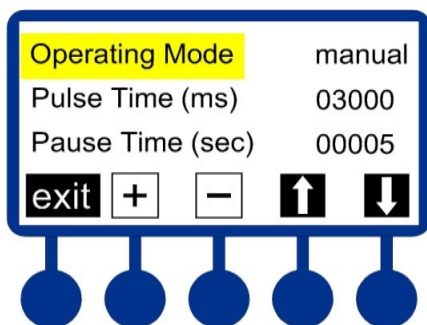 Operating Mode manual
Pulse Time (ms) 03000
Pause Time (sec) 00005
exit + −